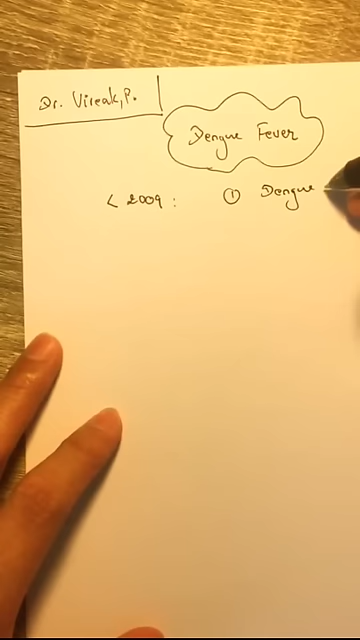 Dr. Vireak, P.
Dengue Fever
< 2009 : ① Dengue